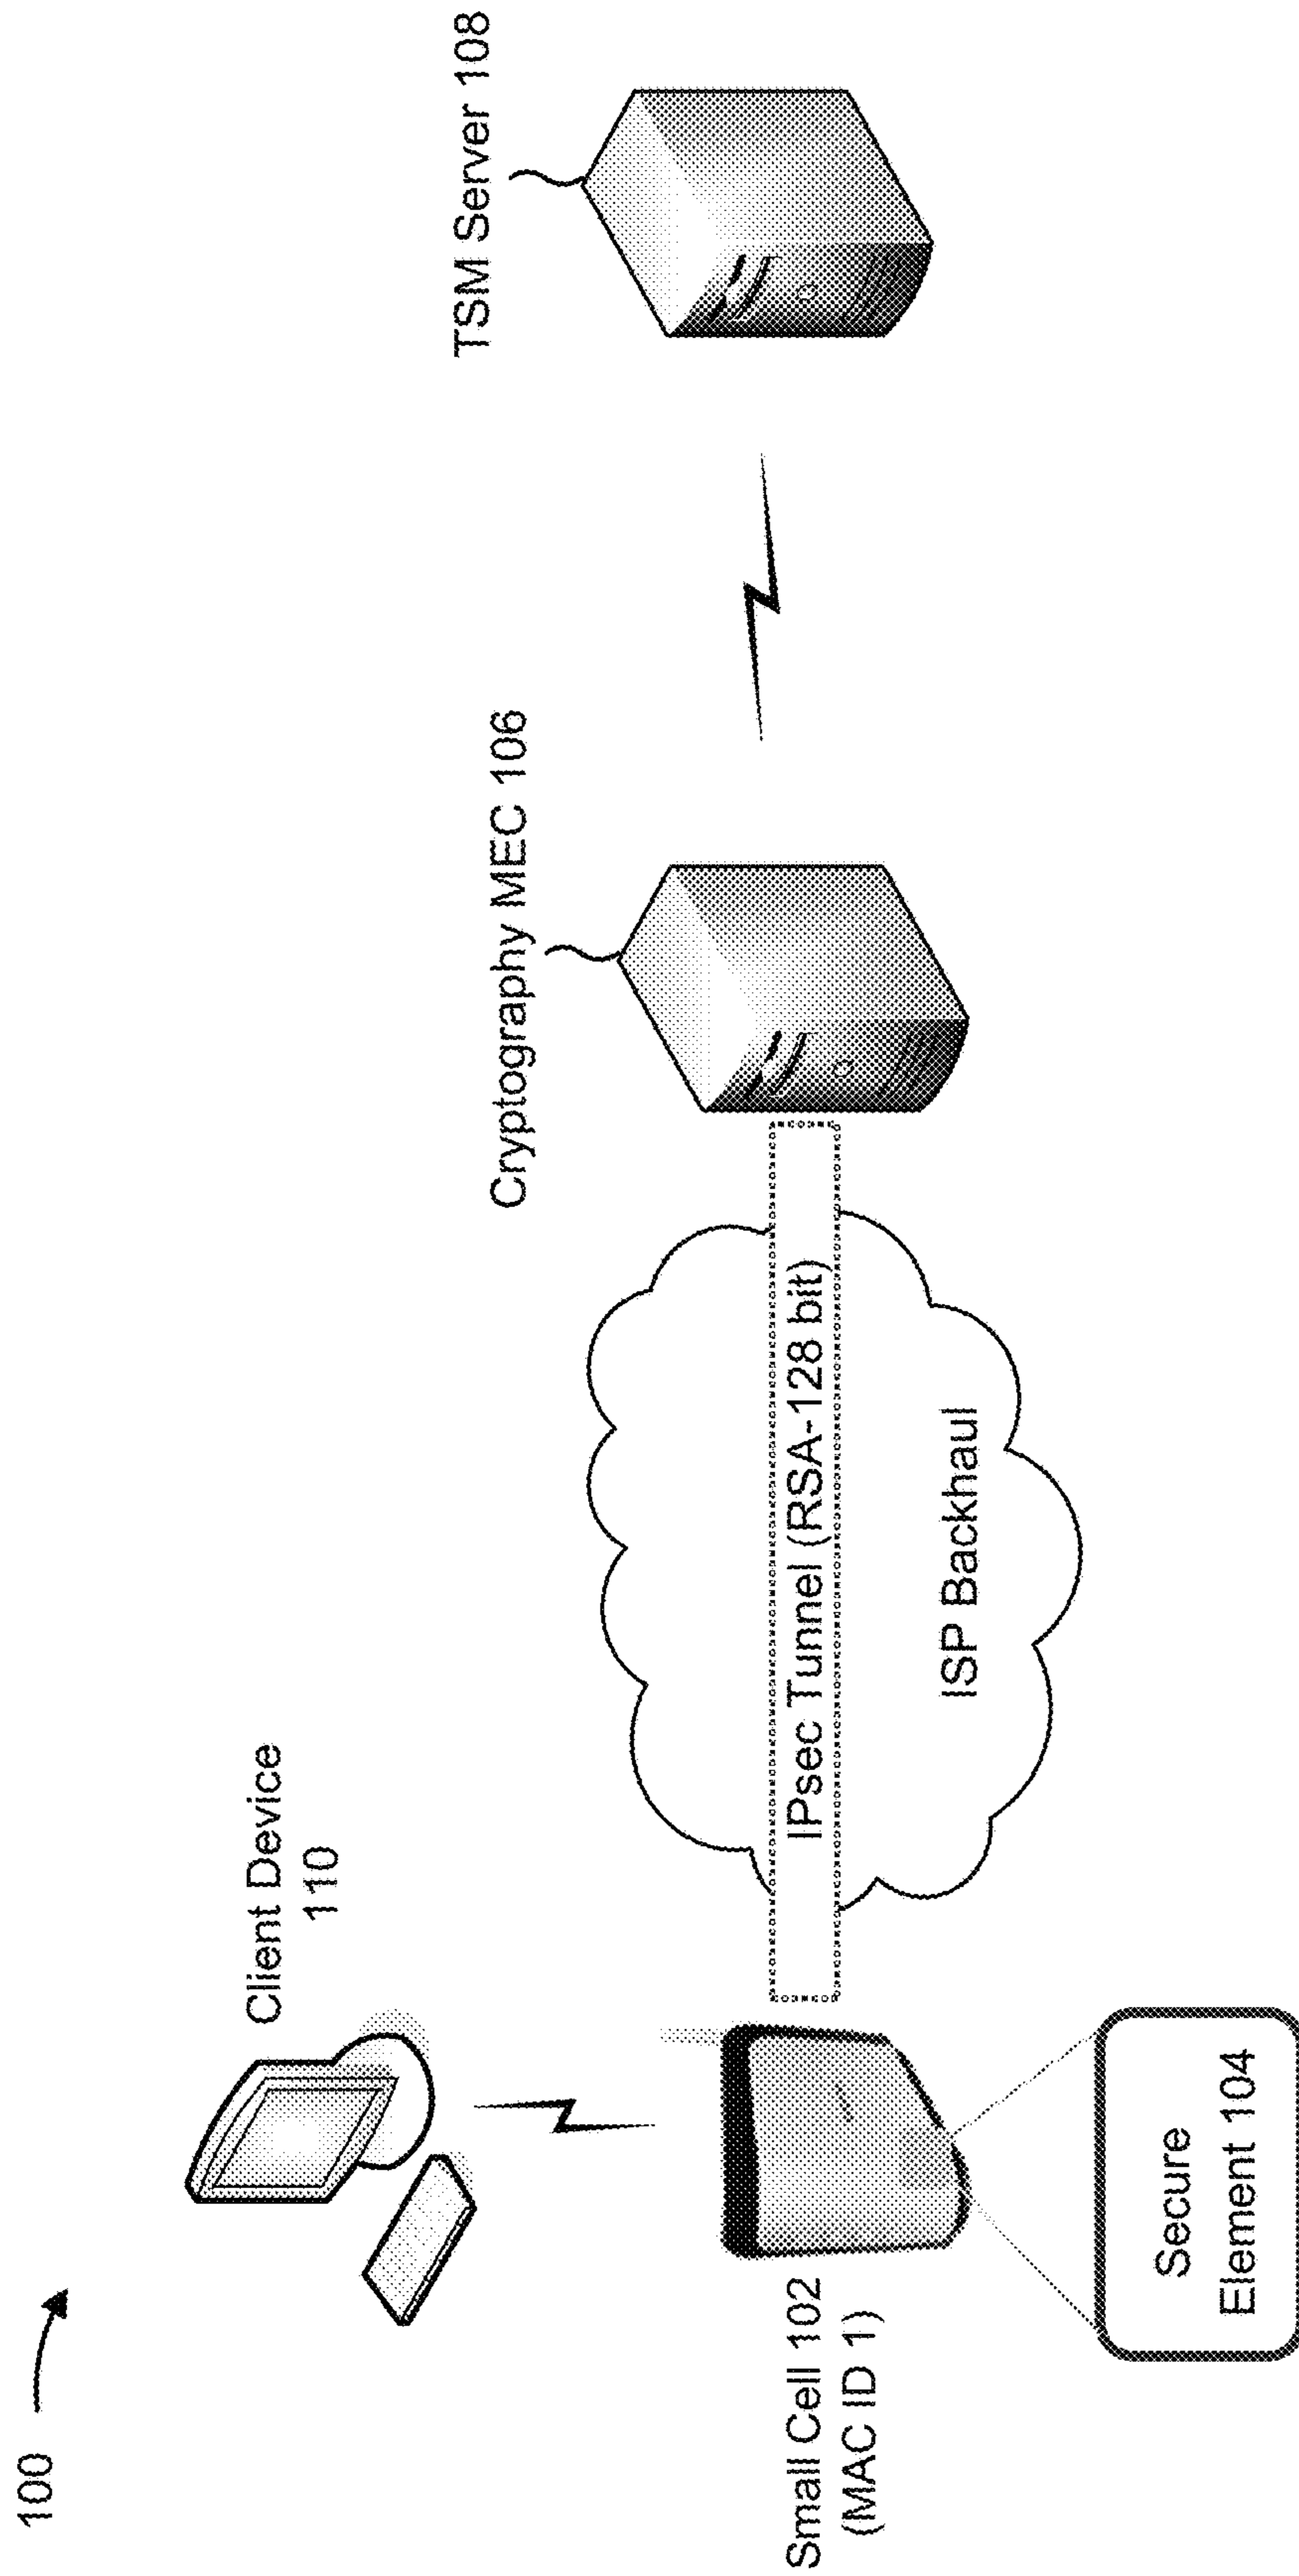 100
Client Device
110
TSM Server 108
Cryptography MEC 106
Small Cell 102
(MAC ID 1)
IPsec Tunnel (RSA-128 bit)
ISP Backhaul
Secure
Element 104